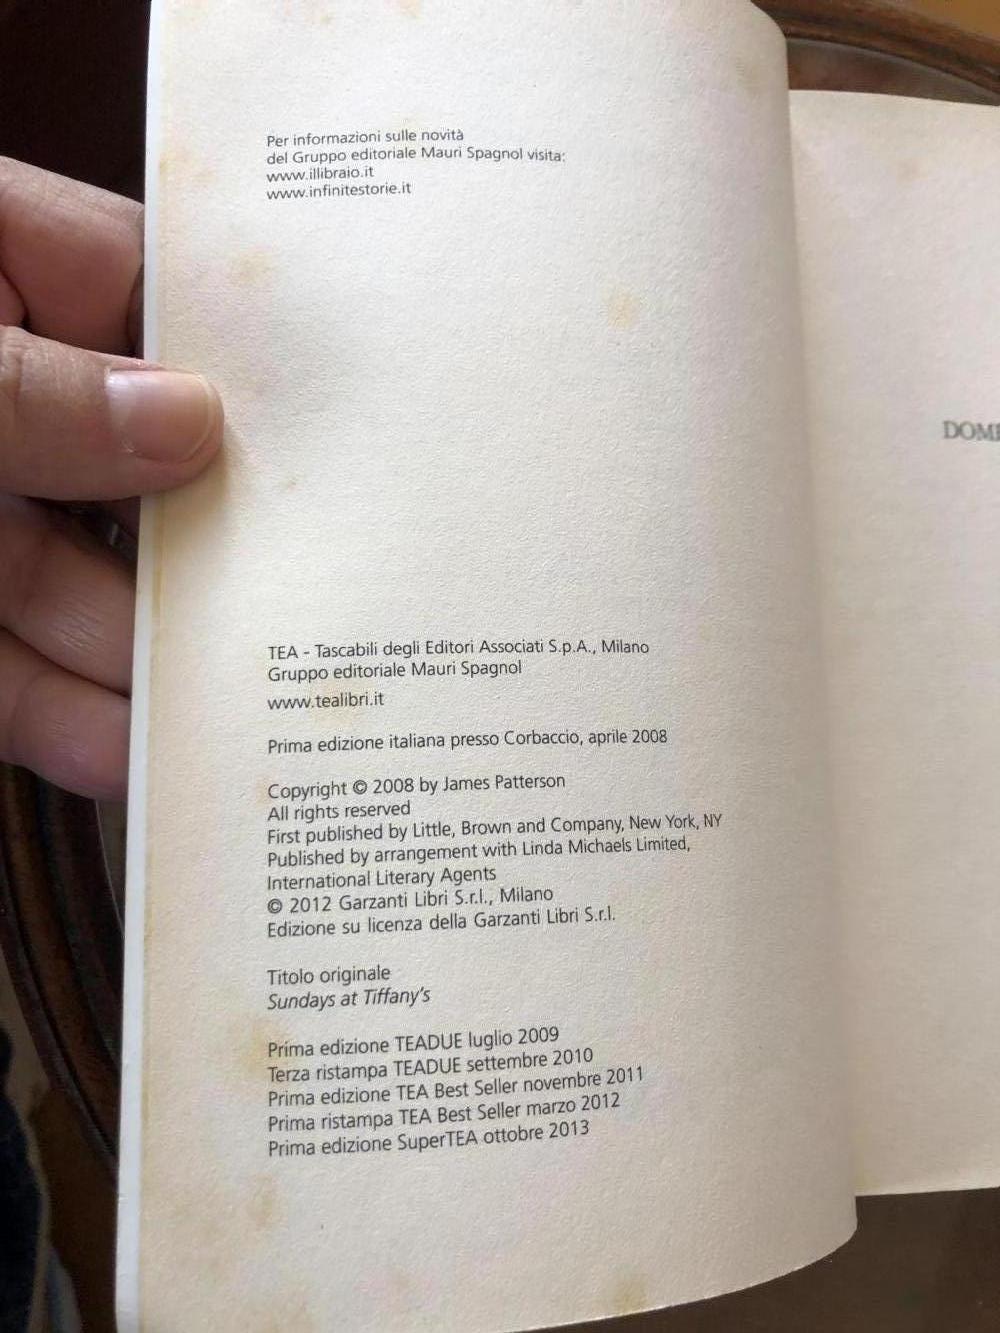 Per informazioni sulle novità
del Gruppo editoriale Mauri Spagnol visita:
www.illibraio.it
www.infinitestorie.it
TEA - Tascabili degli Editori Associati S.p.A., Milano
Gruppo editoriale Mauri Spagnol
www.tealibri.it
Prima edizione italiana presso Corbaccio, aprile 2008
Copyright © 2008 by James Patterson
All rights reserved
First published by Little, Brown and Company, New York, NY
Published by arrangement with Linda Michaels Limited,
International Literary Agents
© 2012 Garzanti Libri S.r.l., Milano
Edizione su licenza della Garzanti Libri S.r.l.
Titolo originale
Sundays at Tiffany's
Prima edizione TEADUE luglio 2009
Terza ristampa TEADUE settembre 2010
Prima edizione TEA Best Seller novembre 2011
Prima ristampa TEA Best Seller marzo 2012
Prima edizione SuperTEA ottobre 2013